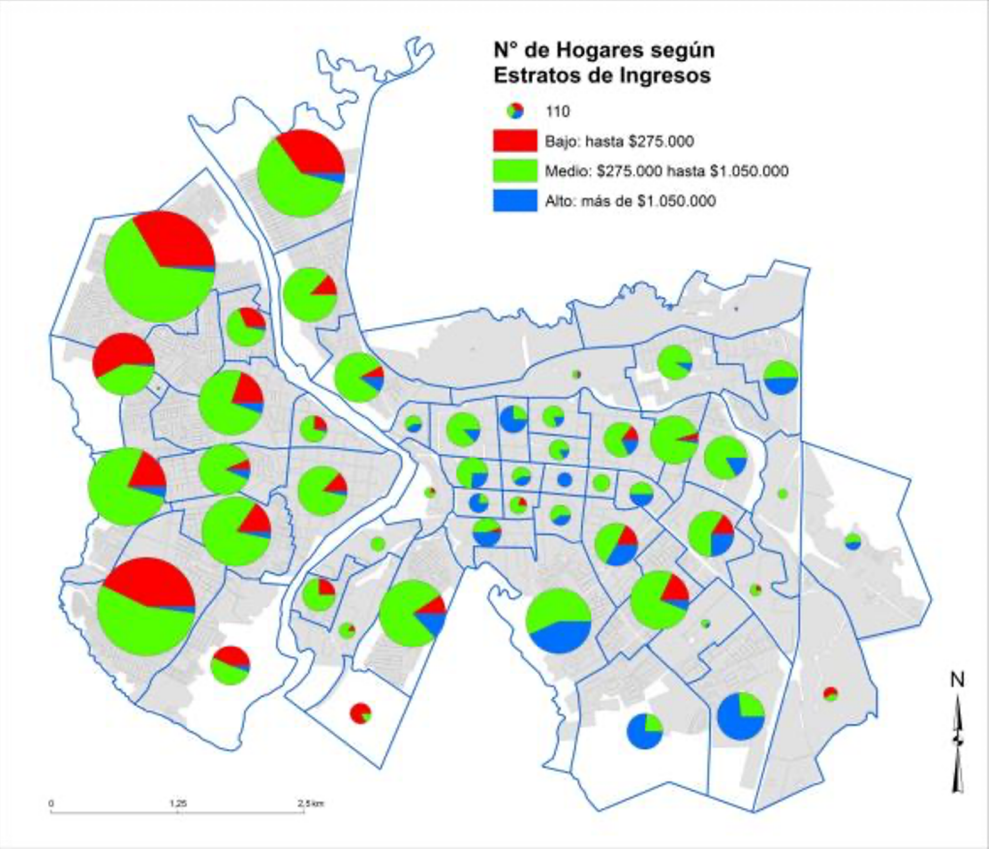 N° de Hogares según
Estratos de Ingresos
110
Bajo: hasta $275.000
Medio: $275.000 hasta $1.050.000
Alto: más de $1.050.000
N
0 1,25 2,5 km